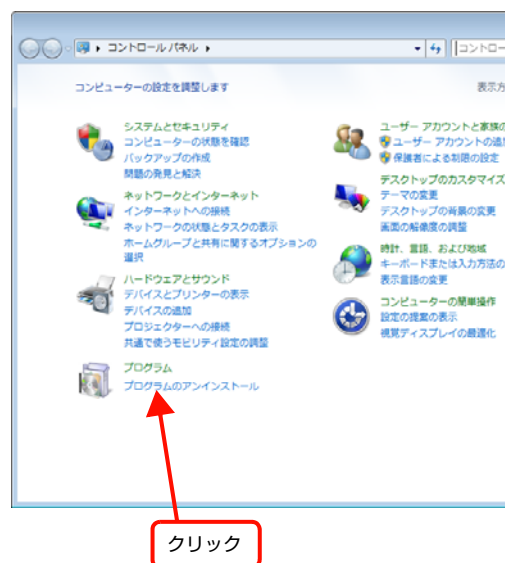 コントロール パネル
コントロー
コンピューターの設定を調整します
表示方
システムとセキュリティ
コンピューターの状態を確認
バックアップの作成
問題の発見と解決
ネットワークとインターネット
インターネットへの接続
ネットワークの状態とタスクの表示
ホームグループと共有に関するオプションの
選択
ハードウェアとサウンド
デバイスとプリンターの表示
デバイスの追加
プロジェクターへの接続
共通で使うモビリティ設定の調整
プログラム
プログラムのアンインストール
ユーザー アカウントと家族の
ユーザー アカウントの追
保護者による制限の設定
デスクトップのカスタマイズ
テーマの変更
デスクトップの背景の変更
画面の解像度の調整
時計、言語、および地域
キーボードまたは入力方法の
表示言語の変更
コンピューターの簡単操作
設定の提案の表示
視覚ディスプレイの最適化
クリック